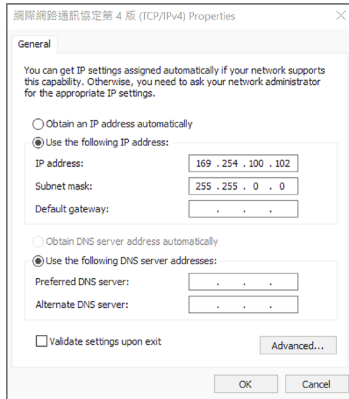 網際網路通訊協定第 4 版 (TCP/IPv4) Properties
General
You can get IP settings assigned automatically if your network supports
this capability. Otherwise, you need to ask your network administrator
for the appropriate IP settings.
Obtain an IP address automatically
Use the following IP address:
IP address: 169 . 254 . 100 . 102
Subnet mask: 255 . 255 . 0 . 0
Default gateway: . . .
Obtain DNS server address automatically
Use the following DNS server addresses:
Preferred DNS server: . . .
Alternate DNS server: . . .
Validate settings upon exit
Advanced...
OK Cancel